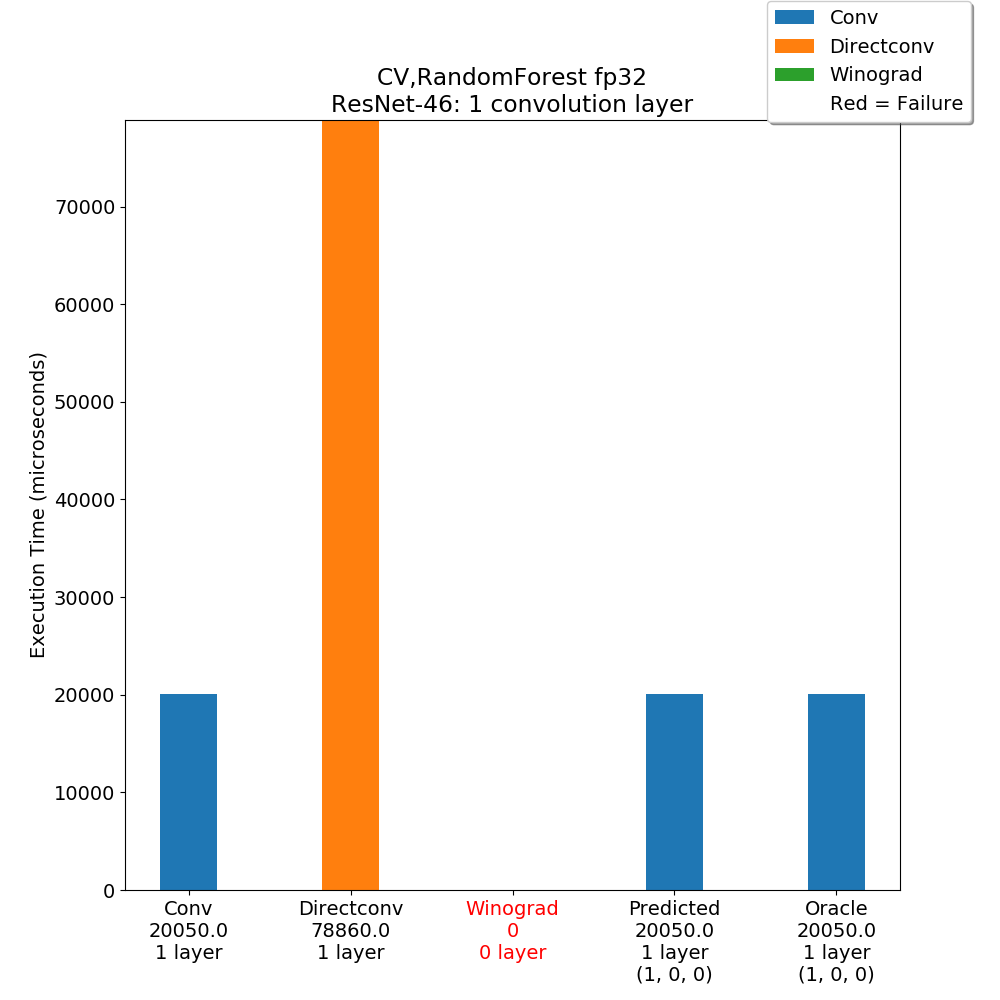 Conv
Directconv
Winograd
Red = Failure
CV,RandomForest fp32
ResNet-46: 1 convolution layer
Execution Time (microseconds)
70000
60000
50000
40000
30000
20000
10000
0
Conv
20050.0
1 layer
Directconv
78860.0
1 layer
Winograd
0
0 layer
Predicted
20050.0
1 layer
(1, 0, 0)
Oracle
20050.0
1 layer
(1, 0, 0)